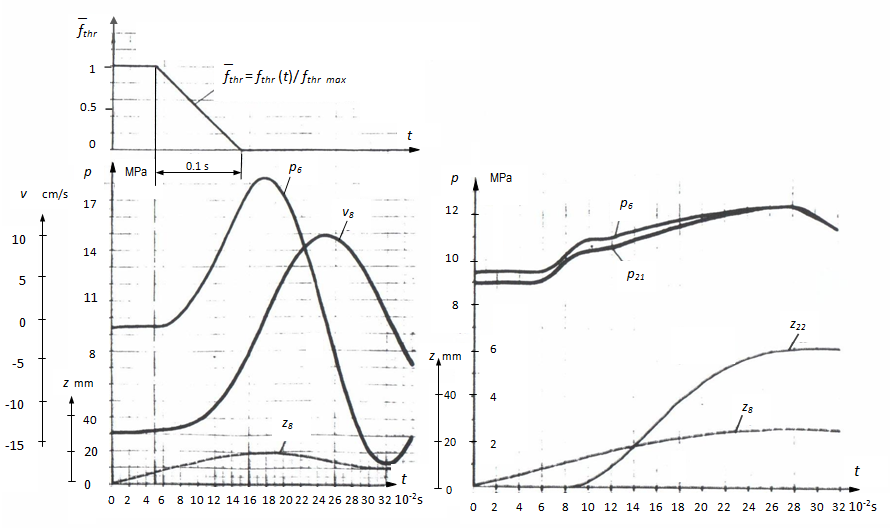 f̅thr
1
0.5
0
f̅thr = fthr (t)/ fthr max
t
0.1 s
p MPa
v cm/s
17
14
11
8
10
5
0
-5
-10
-15
z mm
40
20
0
p6
v8
z8
t
0 2 4 6 8 10 12 14 16 18 20 22 24 26 28 30 32 10⁻²s
p MPa
12
10
8
6
4
2
z mm
40
20
0
p6
p21
z22
z8
t
0 2 4 6 8 10 12 14 16 18 20 22 24 26 28 30 32 10⁻²s